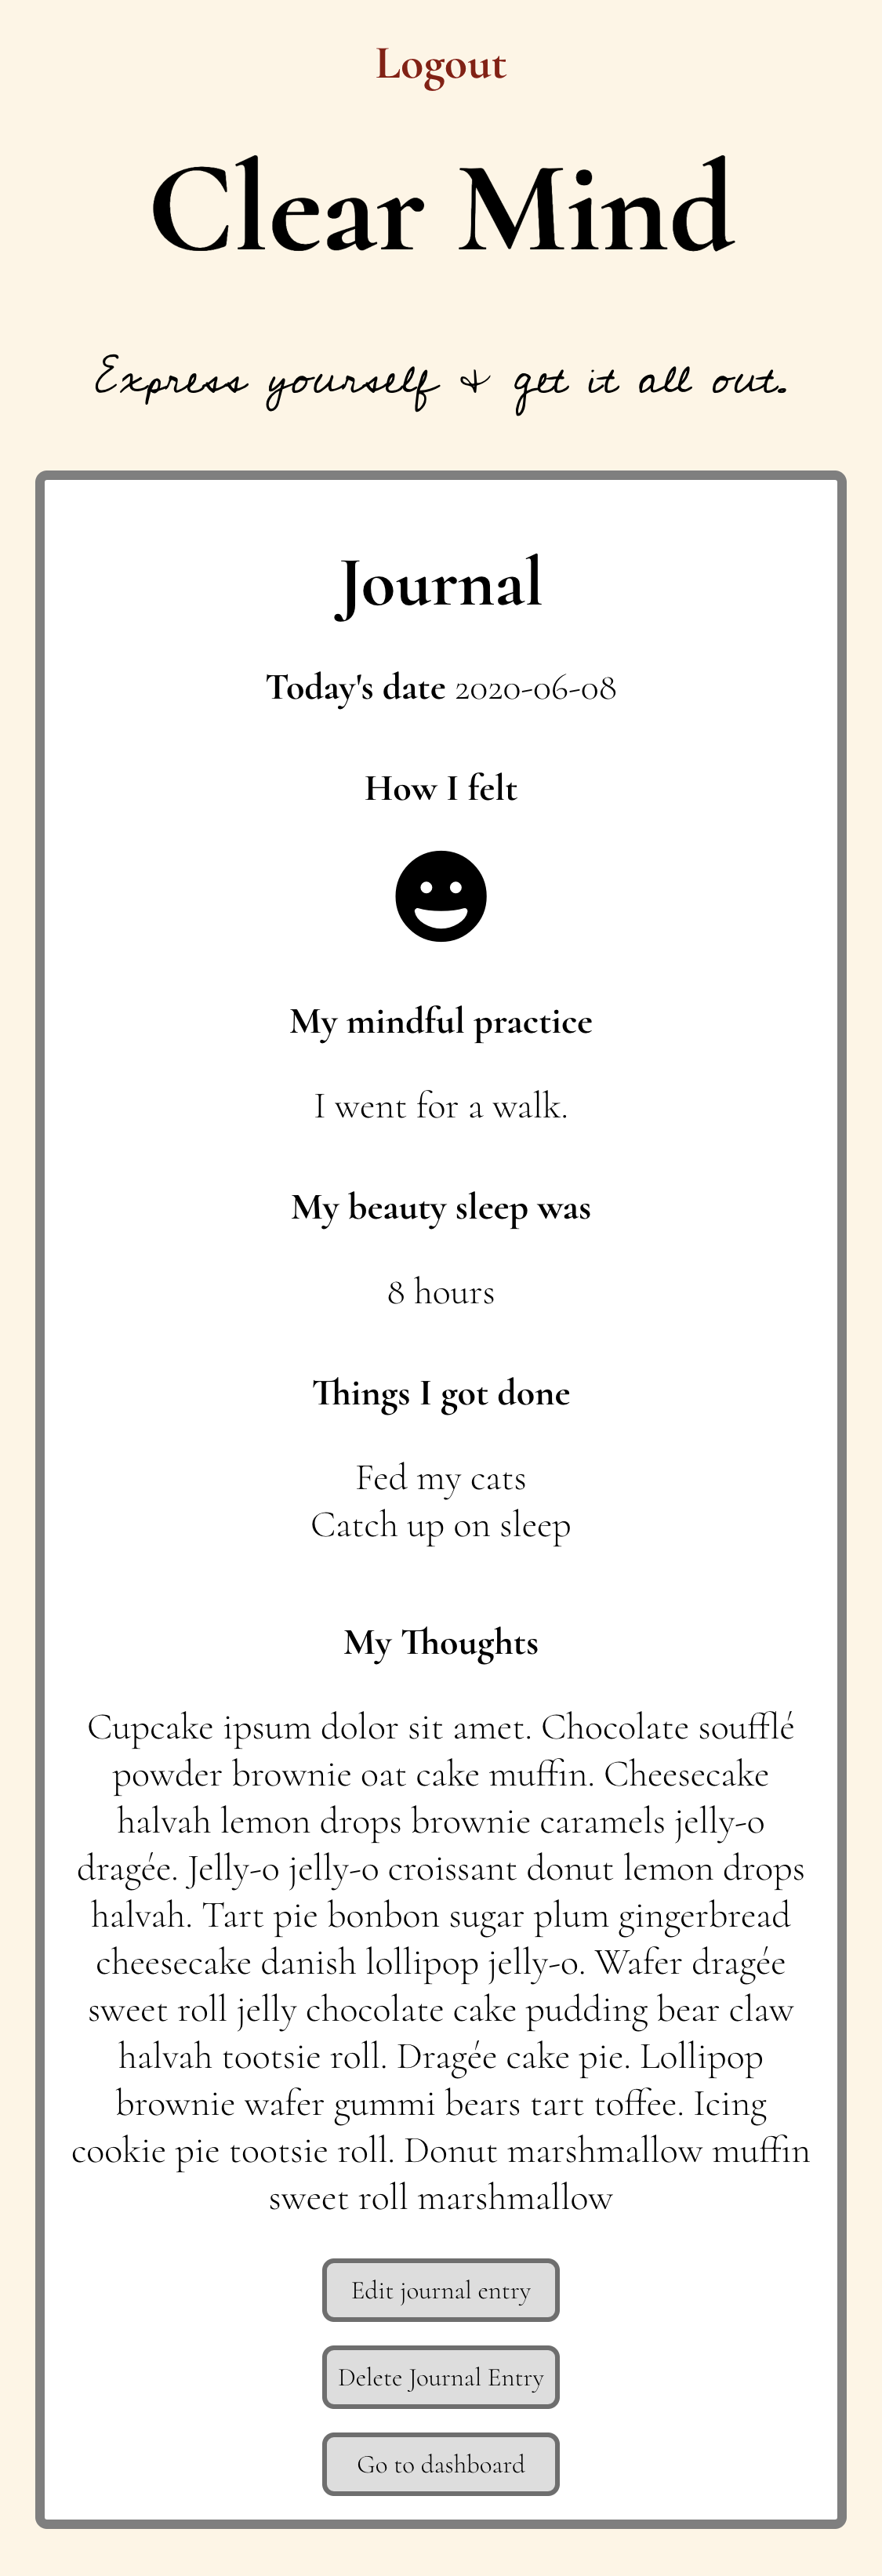 Logout
Clear Mind
Express yourself & get it all out.
Journal
Today's date 2020-06-08
How I felt
My mindful practice
I went for a walk.
My beauty sleep was
8 hours
Things I got done
Fed my cats
Catch up on sleep
My Thoughts
Cupcake ipsum dolor sit amet. Chocolate soufflé
powder brownie oat cake muffin. Cheesecake
halvah lemon drops brownie caramels jelly-o
dragée. Jelly-o jelly-o croissant donut lemon drops
halvah. Tart pie bonbon sugar plum gingerbread
cheesecake danish lollipop jelly-o. Wafer dragée
sweet roll jelly chocolate cake pudding bear claw
halvah tootsie roll. Dragée cake pie. Lollipop
brownie wafer gummi bears tart toffee. Icing
cookie pie tootsie roll. Donut marshmallow muffin
sweet roll marshmallow
Edit journal entry
Delete Journal Entry
Go to dashboard